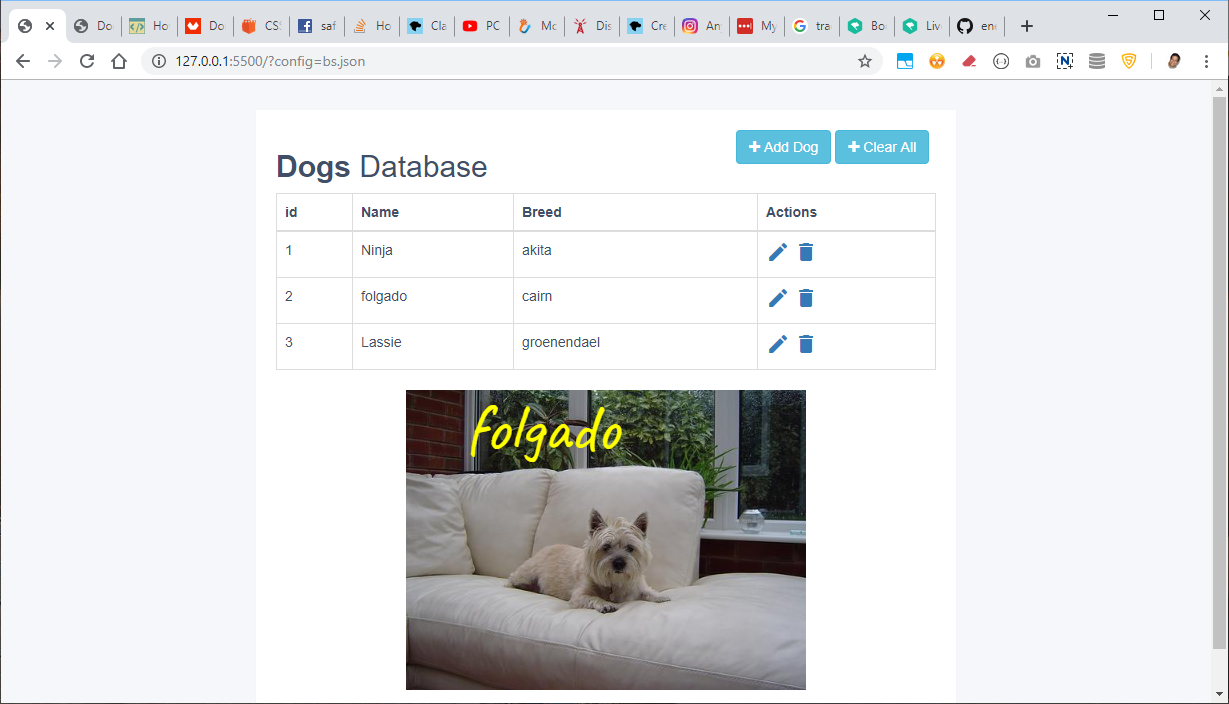 Do
Ho
Do
CS
saf
Ho
Cla
PC
Mc
Dis
Cre
An
My
tra
Bo
Liv
127.0.0.1:5500/?config=bs.json
Add Dog Clear All
Dogs Database
id Name Breed Actions
1 Ninja akita
2 folgado cairn
3 Lassie groenendael
folgado